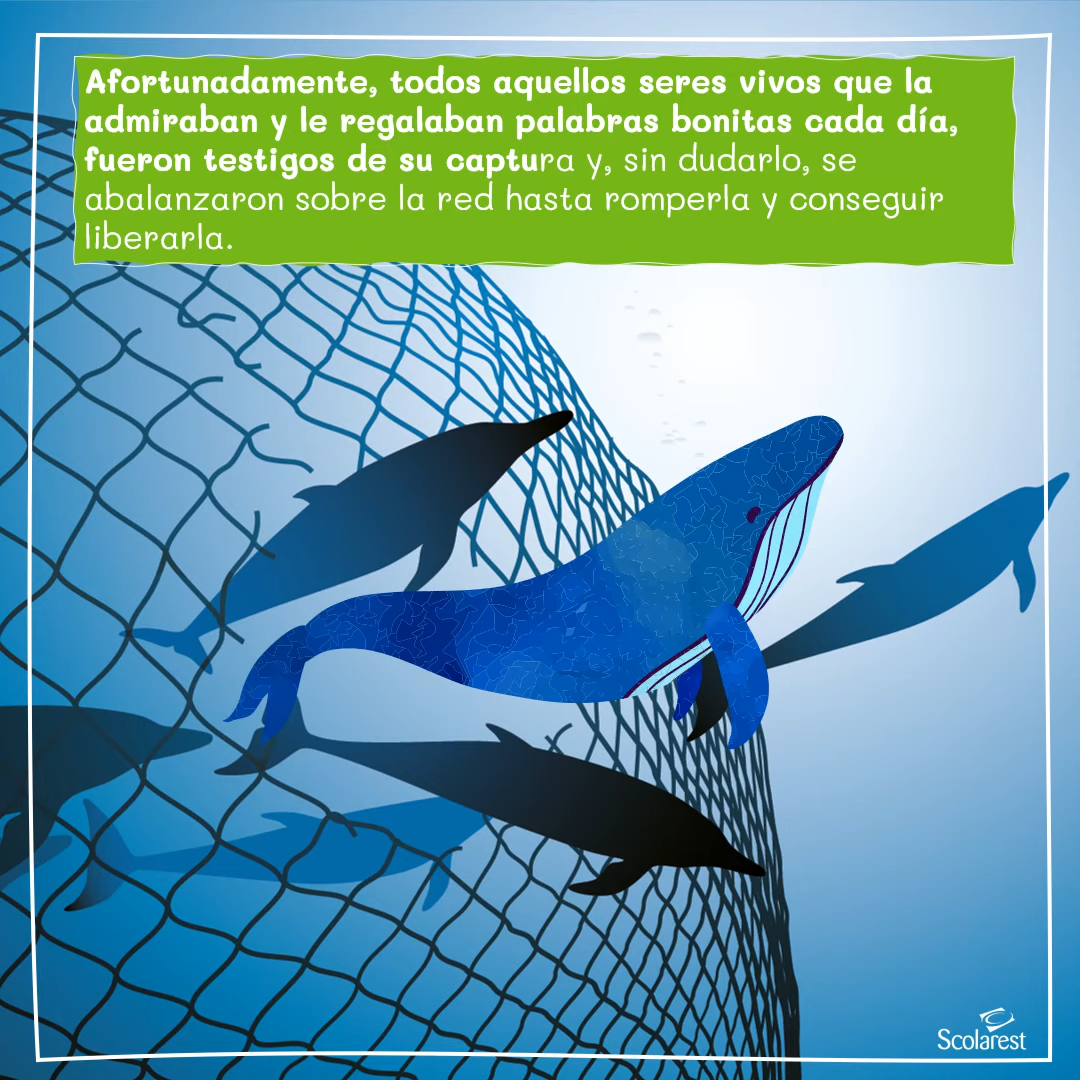 Afortunadamente, todos aquellos seres vivos que la
admiraban y le regalaban palabras bonitas cada día,
fueron testigos de su captura y, sin dudarlo, se
abalanzaron sobre la red hasta romperla y conseguir
liberarla.
Scolarest